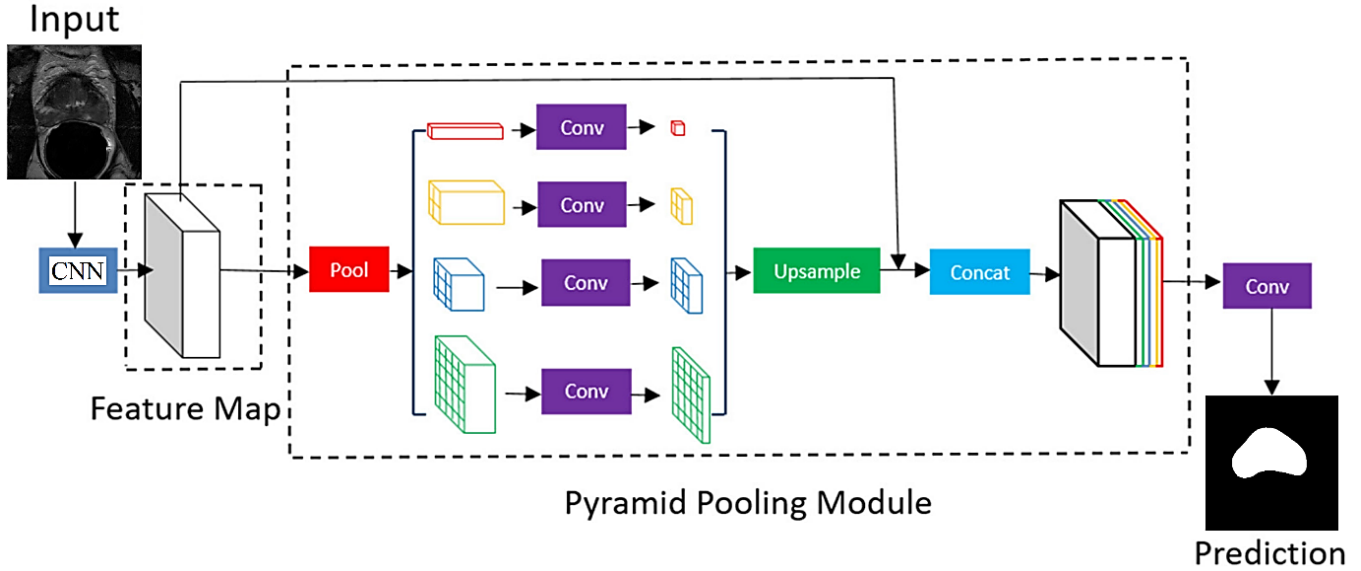 Input
CNN
Feature Map
Pool
Conv
Conv
Conv
Conv
Upsample
Concat
Conv
Pyramid Pooling Module
Prediction